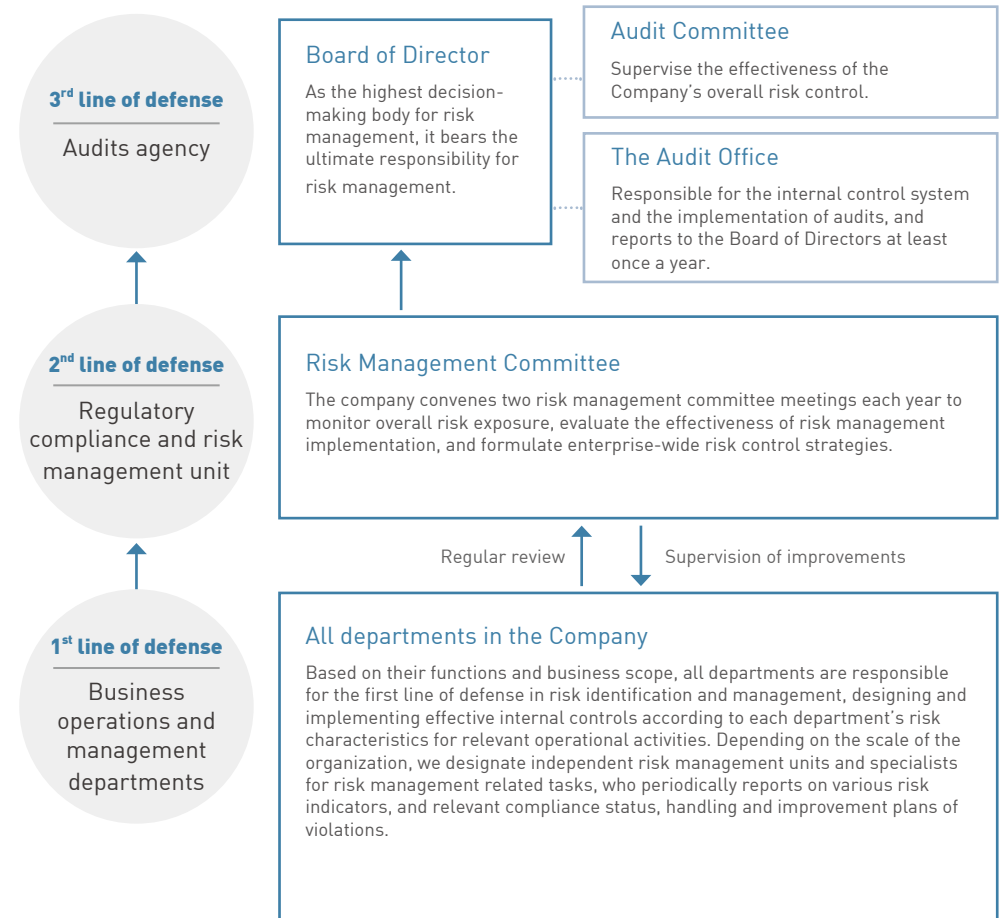 3rd line of defense
Audits agency
Board of Director
As the highest decision-
making body for risk
management, it bears the
ultimate responsibility for
risk management.
Audit Committee
Supervise the effectiveness of the
Company's overall risk control.
The Audit Office
Responsible for the internal control system
and the implementation of audits, and
reports to the Board of Directors at least
once a year.
2nd line of defense
Regulatory
compliance and risk
management unit
Risk Management Committee
The company convenes two risk management committee meetings each year to
monitor overall risk exposure, evaluate the effectiveness of risk management
implementation, and formulate enterprise-wide risk control strategies.
Regular review
Supervision of improvements
1st line of defense
Business
operations and
management
departments
All departments in the Company
Based on their functions and business scope, all departments are responsible
for the first line of defense in risk identification and management, designing and
implementing effective internal controls according to each department's risk
characteristics for relevant operational activities. Depending on the scale of the
organization, we designate independent risk management units and specialists
for risk management related tasks, who periodically reports on various risk
indicators, and relevant compliance status, handling and improvement plans of
violations.